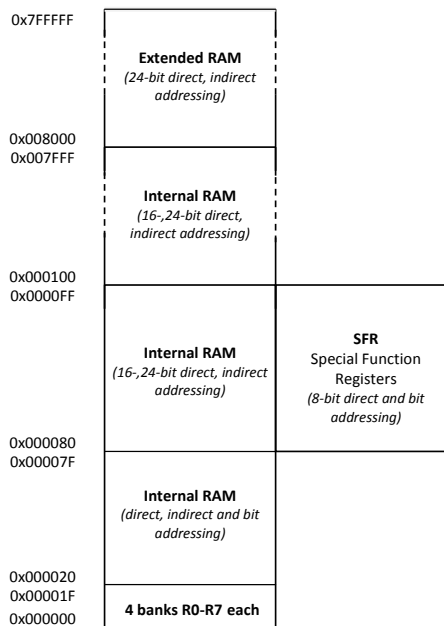 0x7FFFFF
Extended RAM
(24-bit direct, indirect
addressing)
0x008000
0x007FFF
Internal RAM
(16-,24-bit direct,
indirect addressing)
0x000100
0x0000FF
Internal RAM
(16-,24-bit direct, indirect
addressing)
SFR
Special Function
Registers
(8-bit direct and bit
addressing)
0x000080
0x00007F
Internal RAM
(direct, indirect and bit
addressing)
0x000020
0x00001F
4 banks R0-R7 each
0x000000